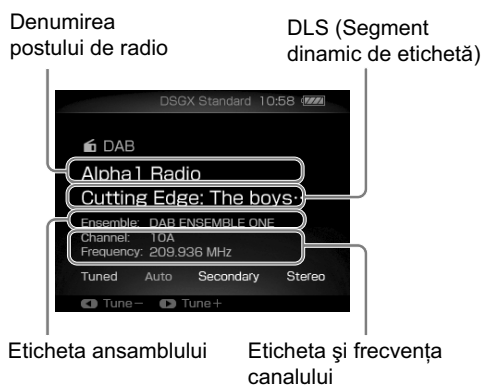 Denumirea
postului de radio
DLS (Segment
dinamic de etichetă)
DSGX Standard 10:58
DAB
Alpha1 Radio
Cutting Edge: The boys···
Ensemble: DAB ENSEMBLE ONE
Channel: 10A
Frequency: 209.936 MHz
Tuned Auto Secondary Stereo
Tune− Tune+
Eticheta ansamblului
Eticheta şi frecvenţa
canalului